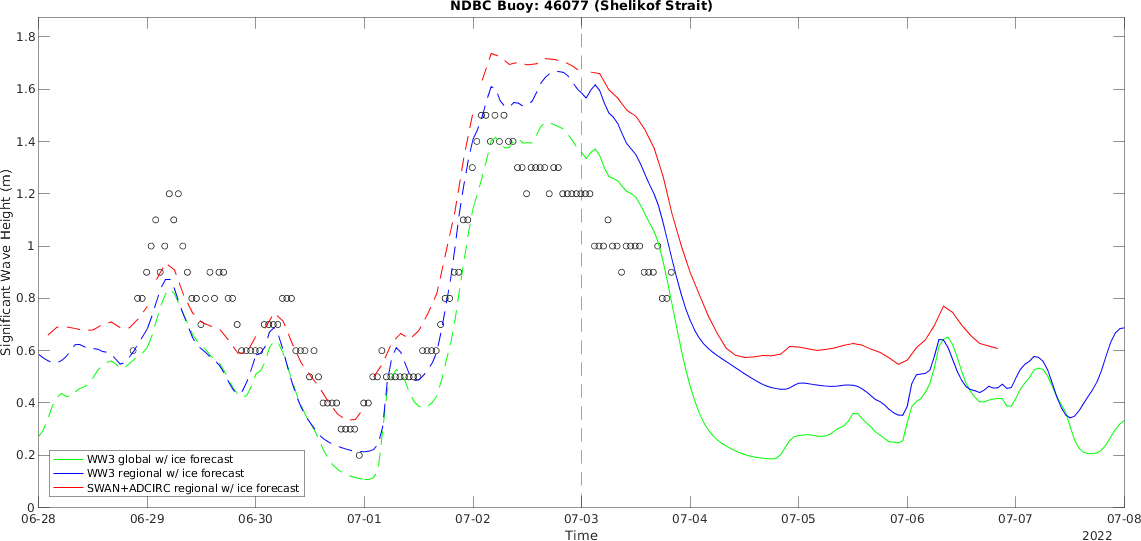 NDBC Buoy: 46077 (Shelikof Strait)
Significant Wave Height (m)
1.8
1.6
1.4
1.2
1
0.8
0.6
0.4
0.2
0
WW3 global w/ ice forecast
WW3 regional w/ ice forecast
SWAN+ADCIRC regional w/ ice forecast
06-28 06-29 06-30 07-01 07-02 07-03 07-04 07-05 07-06 07-07 07-08
Time 2022